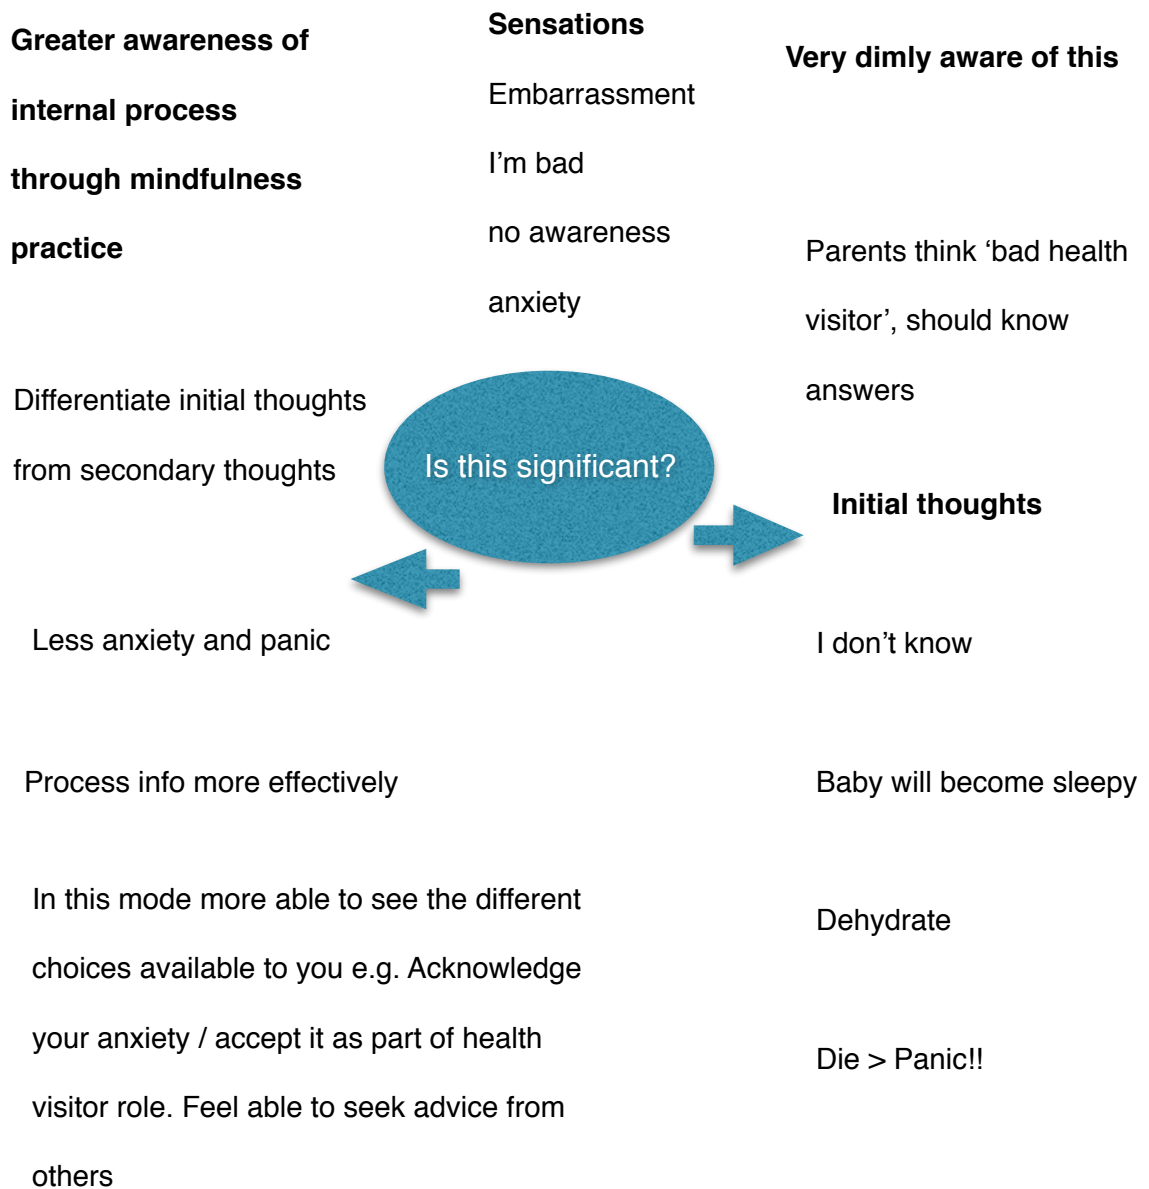 Greater awareness of
internal process
through mindfulness
practice
Sensations
Embarrassment
I’m bad
no awareness
anxiety
Very dimly aware of this
Parents think ‘bad health
visitor’, should know
answers
Differentiate initial thoughts
from secondary thoughts
Is this significant?
Initial thoughts
Less anxiety and panic
Process info more effectively
In this mode more able to see the different
choices available to you e.g. Acknowledge
your anxiety / accept it as part of health
visitor role. Feel able to seek advice from
others
I don’t know
Baby will become sleepy
Dehydrate
Die > Panic!!